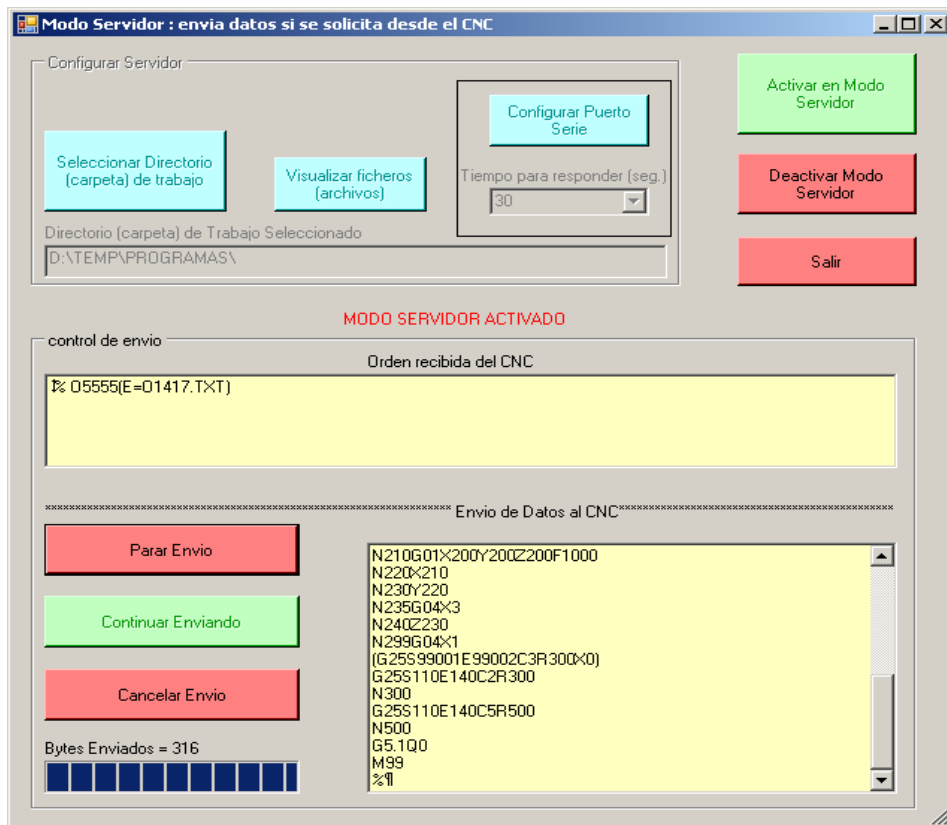 Modo Servidor : envia datos si se solicita desde el CNC
Configurar Servidor
Seleccionar Directorio
(carpeta) de trabajo
Visualizar ficheros
(archivos)
Configurar Puerto
Serie
Tiempo para responder (seg.)
30
Directorio (carpeta) de Trabajo Seleccionado
D:\TEMP\PROGRAMAS\
Activar en Modo
Servidor
Deactivar Modo
Servidor
Salir
MODO SERVIDOR ACTIVADO
control de envio
Orden recibida del CNC
% O5555(E=O1417.TXT)
******************************************************************** Envio de Datos al CNC**********************************************
Parar Envio
Continuar Enviando
Cancelar Envio
Bytes Enviados = 316
N210G01X200Y200Z200F1000
N220X210
N230Y220
N235G04X3
N240Z230
N299G04X1
(G25S99001E99002C3R300X0)
G25S110E140C2R300
N300
G25S110E140C5R500
N500
G5.1Q0
M99
%¶